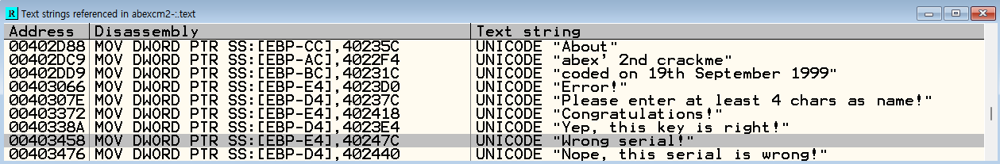 R Text strings referenced in abexcm2-:.text
Address Disassembly Text string
00402D88 MOV DWORD PTR SS:[EBP-CC],40235C UNICODE "About"
00402DC9 MOV DWORD PTR SS:[EBP-AC],4022F4 UNICODE "abex' 2nd crackme"
00402DD9 MOV DWORD PTR SS:[EBP-BC],40231C UNICODE "coded on 19th September 1999"
00403066 MOV DWORD PTR SS:[EBP-E4],4023D0 UNICODE "Error!"
0040307E MOV DWORD PTR SS:[EBP-D4],40237C UNICODE "Please enter at least 4 chars as name!"
00403372 MOV DWORD PTR SS:[EBP-E4],402418 UNICODE "Congratulations!"
0040338A MOV DWORD PTR SS:[EBP-D4],4023E4 UNICODE "Yep, this key is right!"
00403458 MOV DWORD PTR SS:[EBP-E4],40247C UNICODE "Wrong serial!"
00403476 MOV DWORD PTR SS:[EBP-D4],402440 UNICODE "Nope, this serial is wrong!"